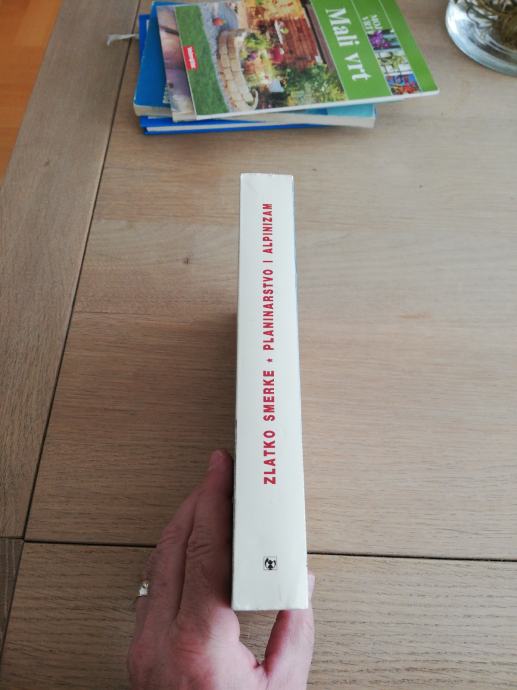 Mali vrt
ZLATKO SMERKE * PLANINARSTVO I ALPINIZAM